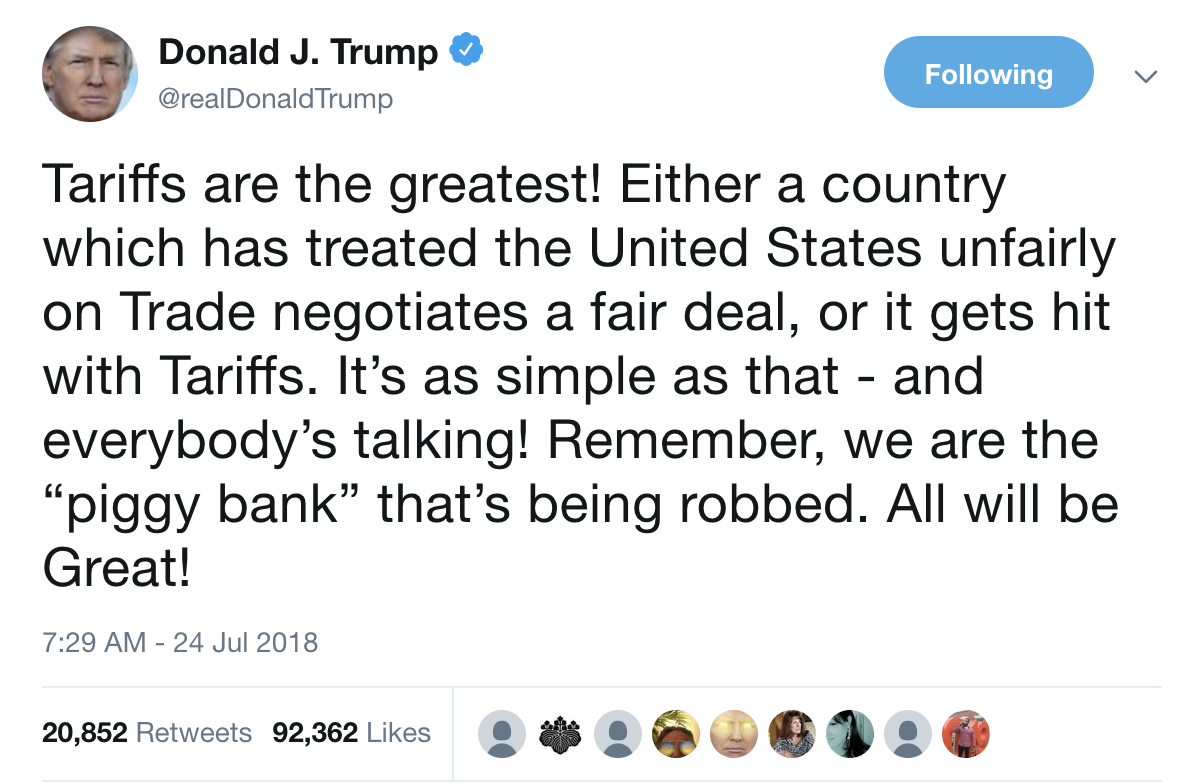 Donald J. Trump
@realDonaldTrump
Following
Tariffs are the greatest! Either a country
which has treated the United States unfairly
on Trade negotiates a fair deal, or it gets hit
with Tariffs. It’s as simple as that - and
everybody’s talking! Remember, we are the
“piggy bank” that’s being robbed. All will be
Great!
7:29 AM - 24 Jul 2018
20,852 Retweets 92,362 Likes